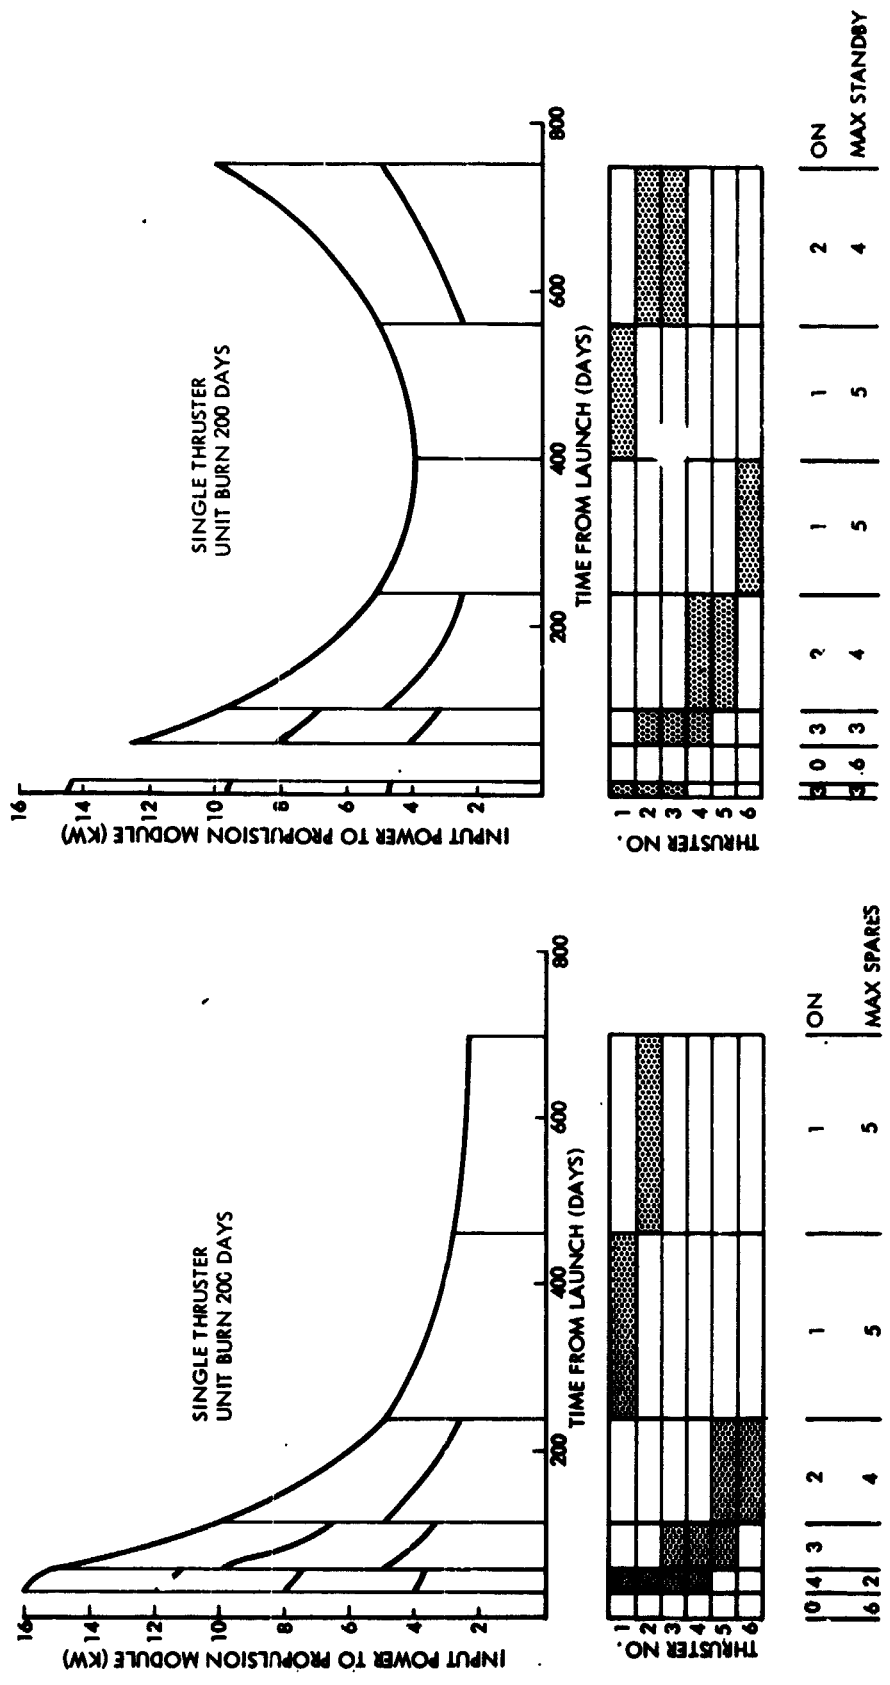 INPUT POWER TO PROPULSION MODULE (KW)
16
14
12
10
8
6
4
2
SINGLE THRUSTER
UNIT BURN 200 DAYS
200 400 600 800
TIME FROM LAUNCH (DAYS)
THRUSTER NO.
1
2
3
4
5
6
0 4 3 2 1 1 ON
6 2 4 5 5 MAX SPARES
INPUT POWER TO PROPULSION MODULE (KW)
16
14
12
10
8
6
4
2
SINGLE THRUSTER
UNIT BURN 200 DAYS
200 400 600 800
TIME FROM LAUNCH (DAYS)
THRUSTER NO.
1
2
3
4
5
6
3 0 3 2 1 1 2 ON
3 6 3 4 5 5 4 MAX STANDBY